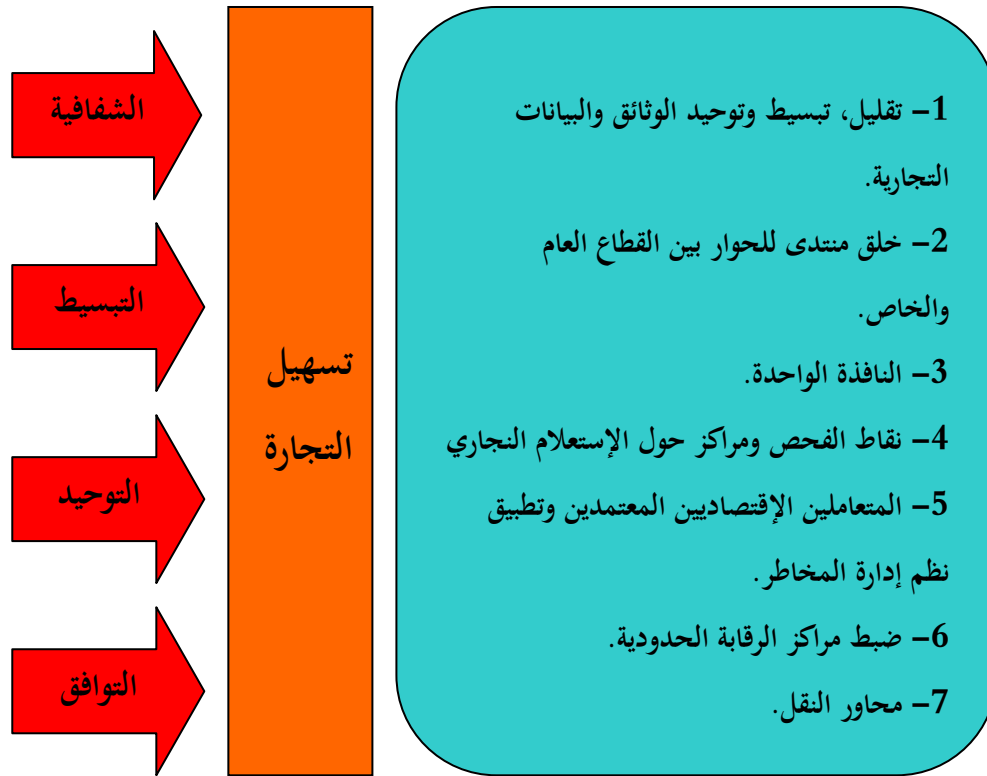 الشفافية
التبسيط
التوحيد
التوافق
تسهيل
التجارة
1- تقليل، تبسيط وتوحيد الوثائق والبيانات
التجارية.
2- خلق منتدى للحوار بين القطاع العام
والخاص.
3- النافذة الواحدة.
4- نقاط الفحص ومراكز حول الإستعلام النجاري
5- المتعاملين الإقتصاديين المعتمدين وتطبيق
نظم إدارة المخاطر.
6- ضبط مراكز الرقابة الحدودية.
7- محاور النقل.